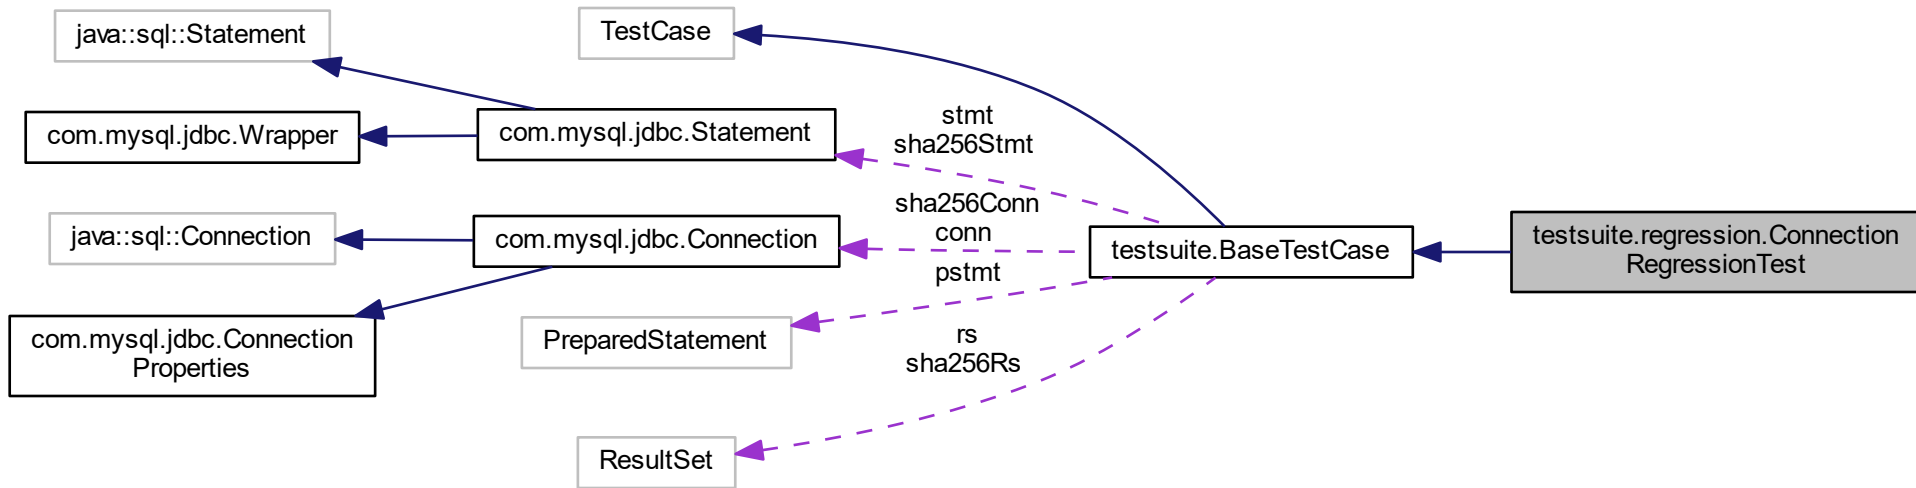 java::sql::Statement
com.mysql.jdbc.Wrapper
java::sql::Connection
com.mysql.jdbc.Connection
Properties
TestCase
com.mysql.jdbc.Statement
com.mysql.jdbc.Connection
PreparedStatement
ResultSet
stmt
sha256Stmt
sha256Conn
conn
pstmt
rs
sha256Rs
testsuite.BaseTestCase
testsuite.regression.Connection
RegressionTest